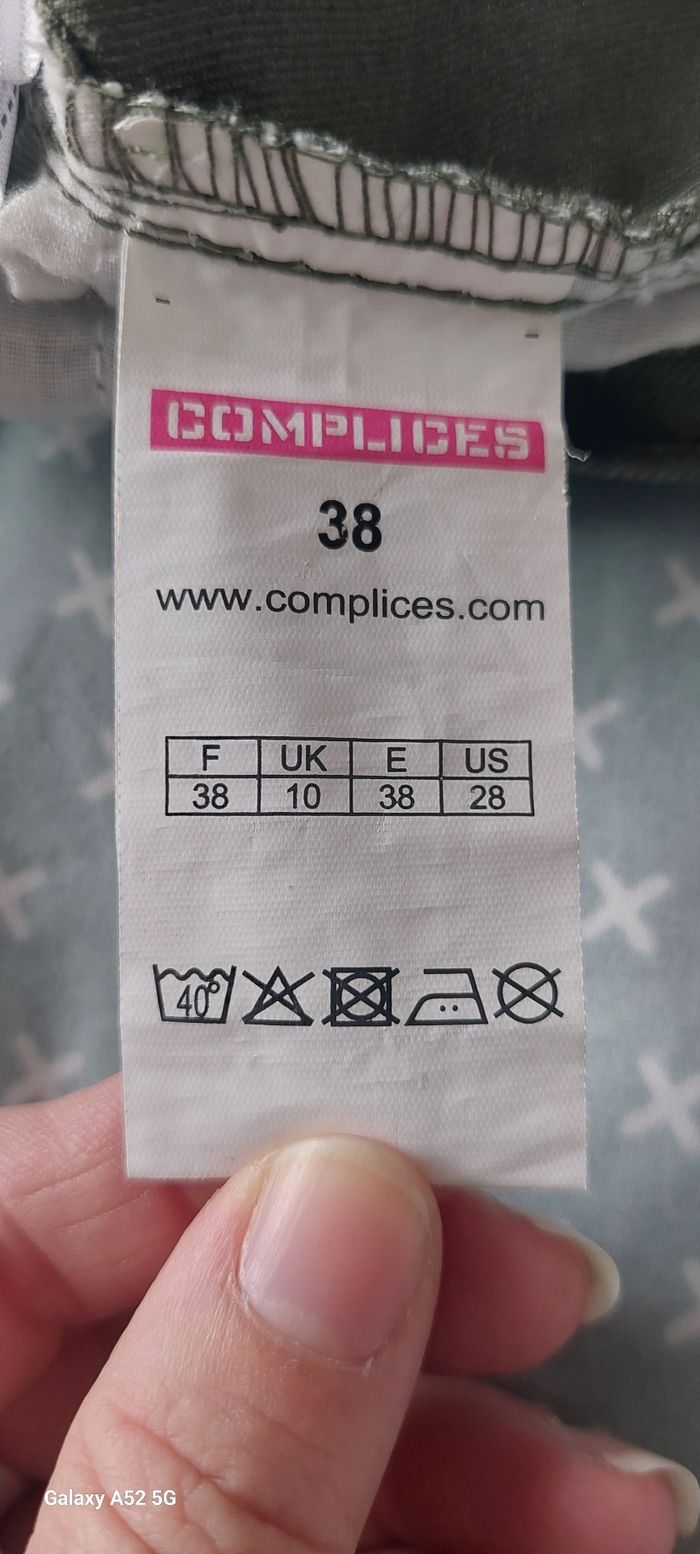 COMPLICES
38
www.complices.com
F UK E US
38 10 38 28
40°
Galaxy A52 5G